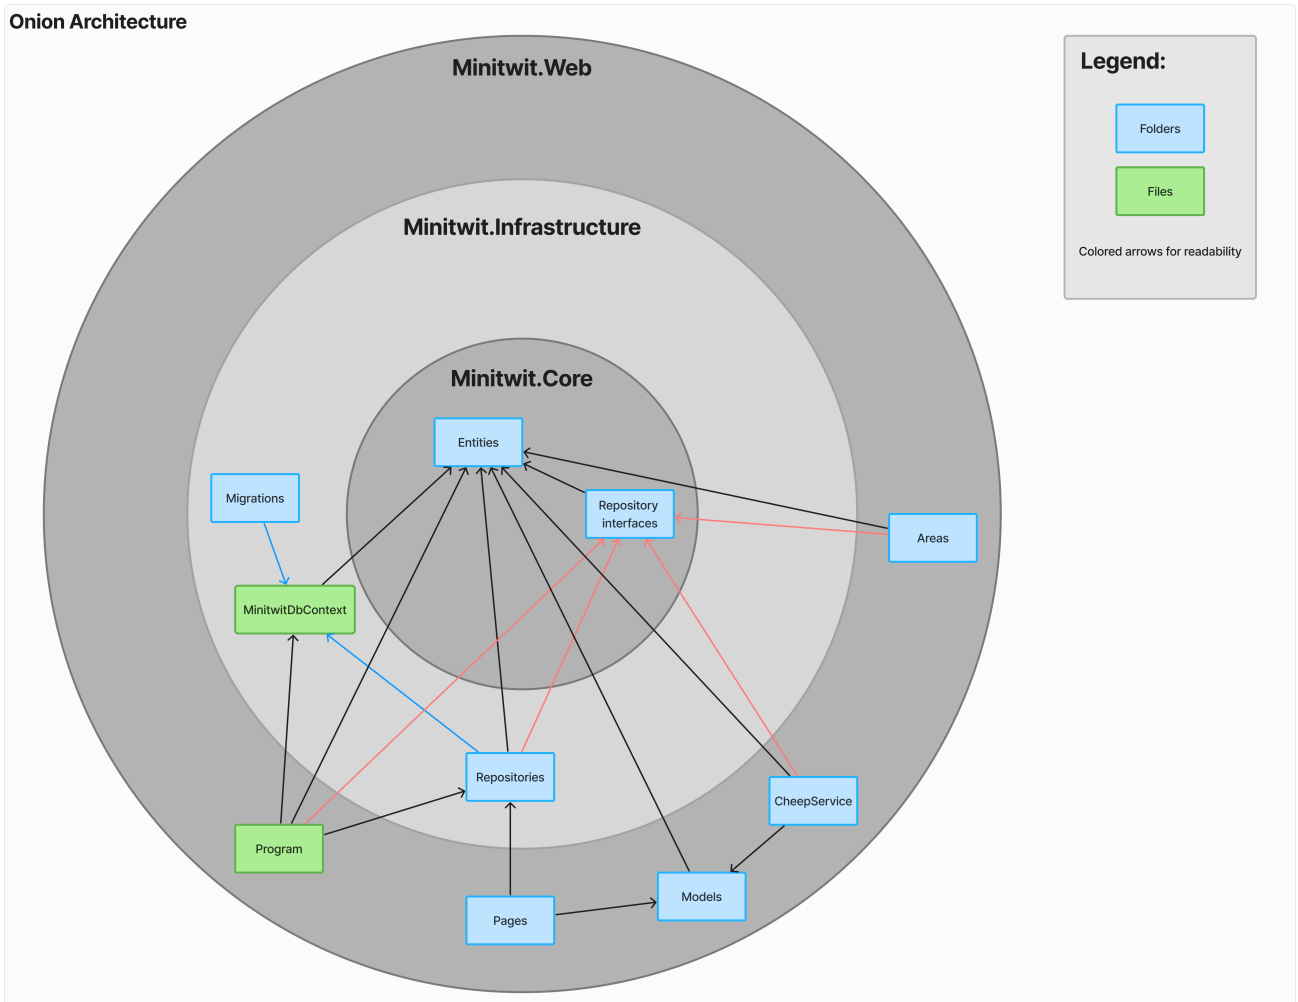 Onion Architecture
Minitwit.Web
Legend:
Folders
Files
Colored arrows for readability
Minitwit.Infrastructure
Minitwit.Core
Entities
Migrations
Repository
interfaces
Areas
MinitwitDbContext
Repositories
CheepService
Program
Models
Pages